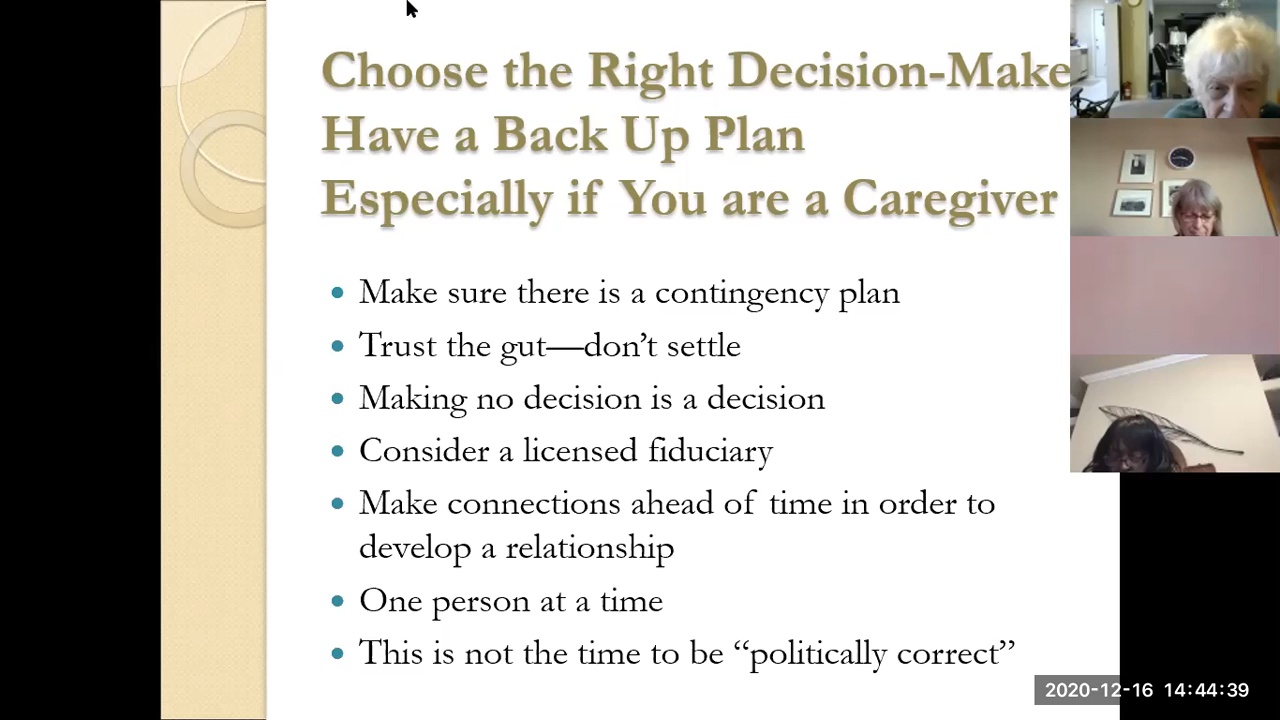 Choose the Right Decision-Make
Have a Back Up Plan
Especially if You are a Caregiver
• Make sure there is a contingency plan
• Trust the gut—don’t settle
• Making no decision is a decision
• Consider a licensed fiduciary
• Make connections ahead of time in order to
develop a relationship
• One person at a time
• This is not the time to be “politically correct”
2020-12-16 14:44:39